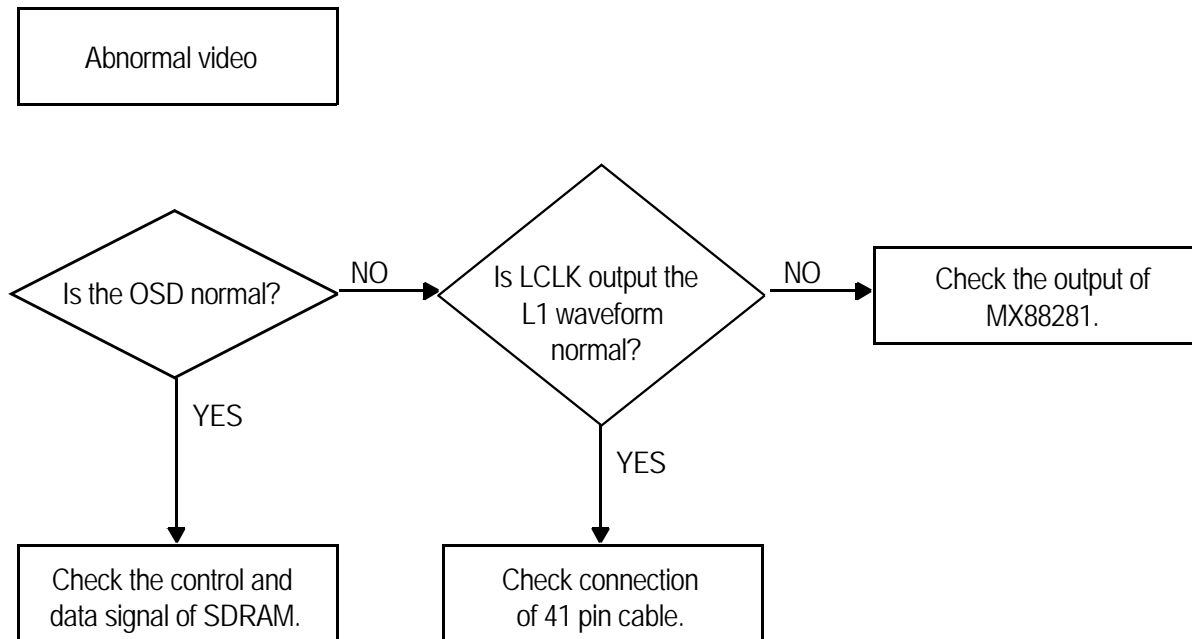 Abnormal video
Is the OSD normal?
NO
Is LCLK output the
L1 waveform
normal?
NO
Check the output of
MX88281.
YES
YES
Check the control and
data signal of SDRAM.
Check connection
of 41 pin cable.